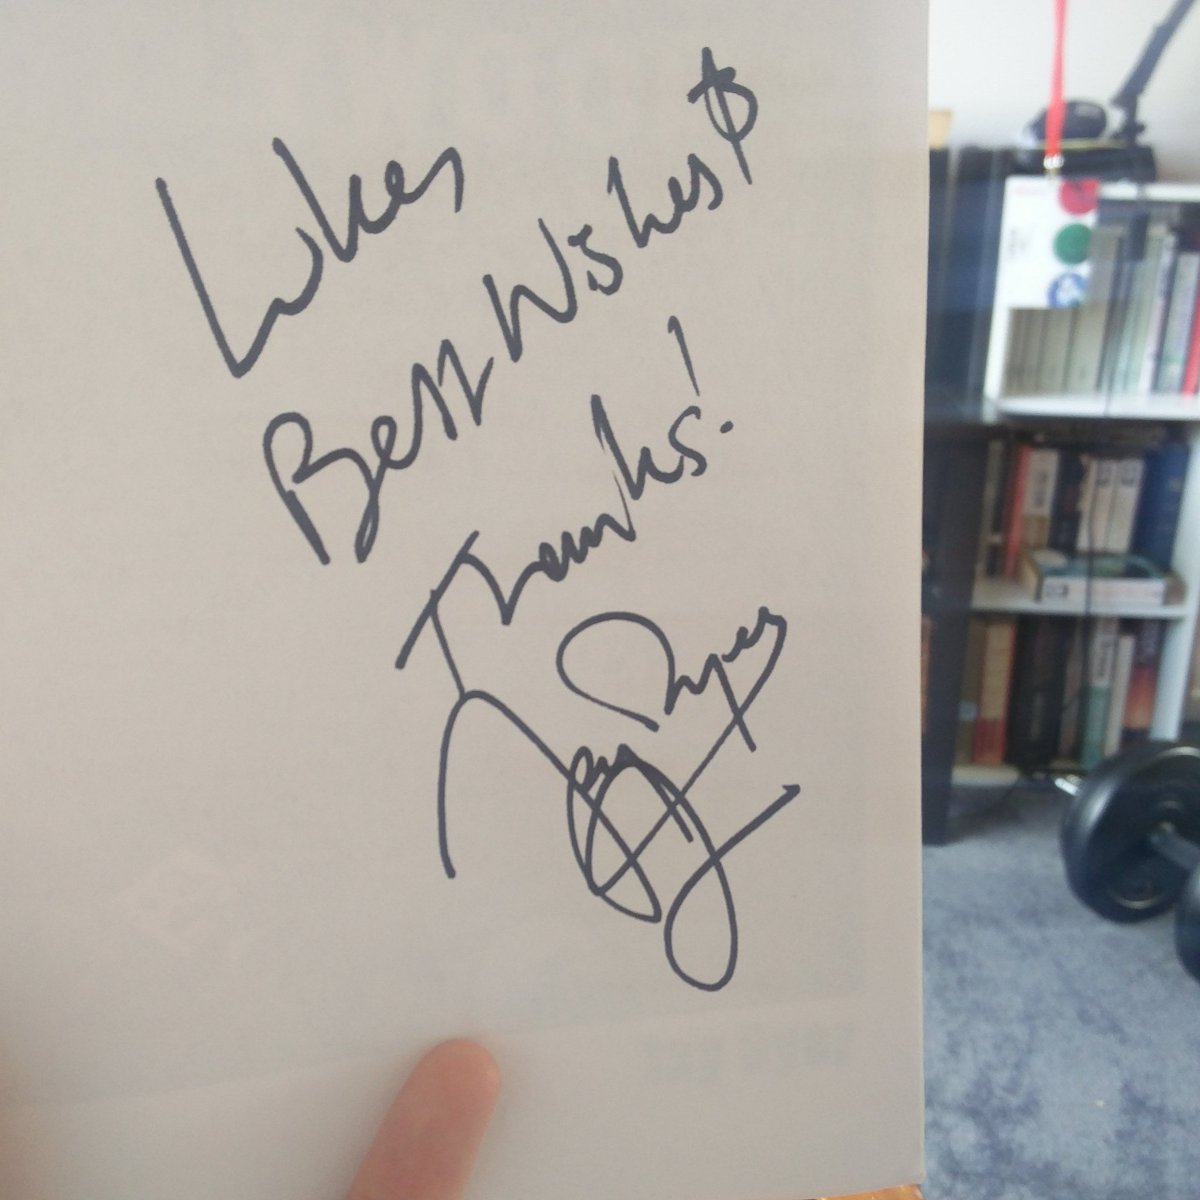 Luke,
Best Wishes &
Thanks!